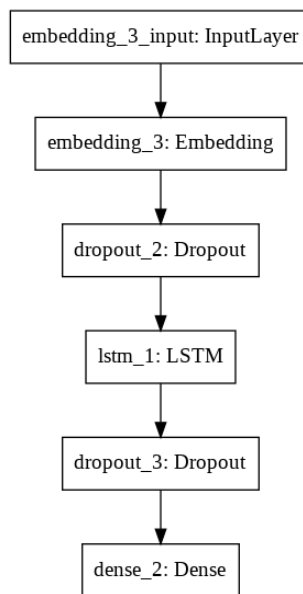 embedding_3_input: InputLayer
embedding_3: Embedding
dropout_2: Dropout
lstm_1: LSTM
dropout_3: Dropout
dense_2: Dense